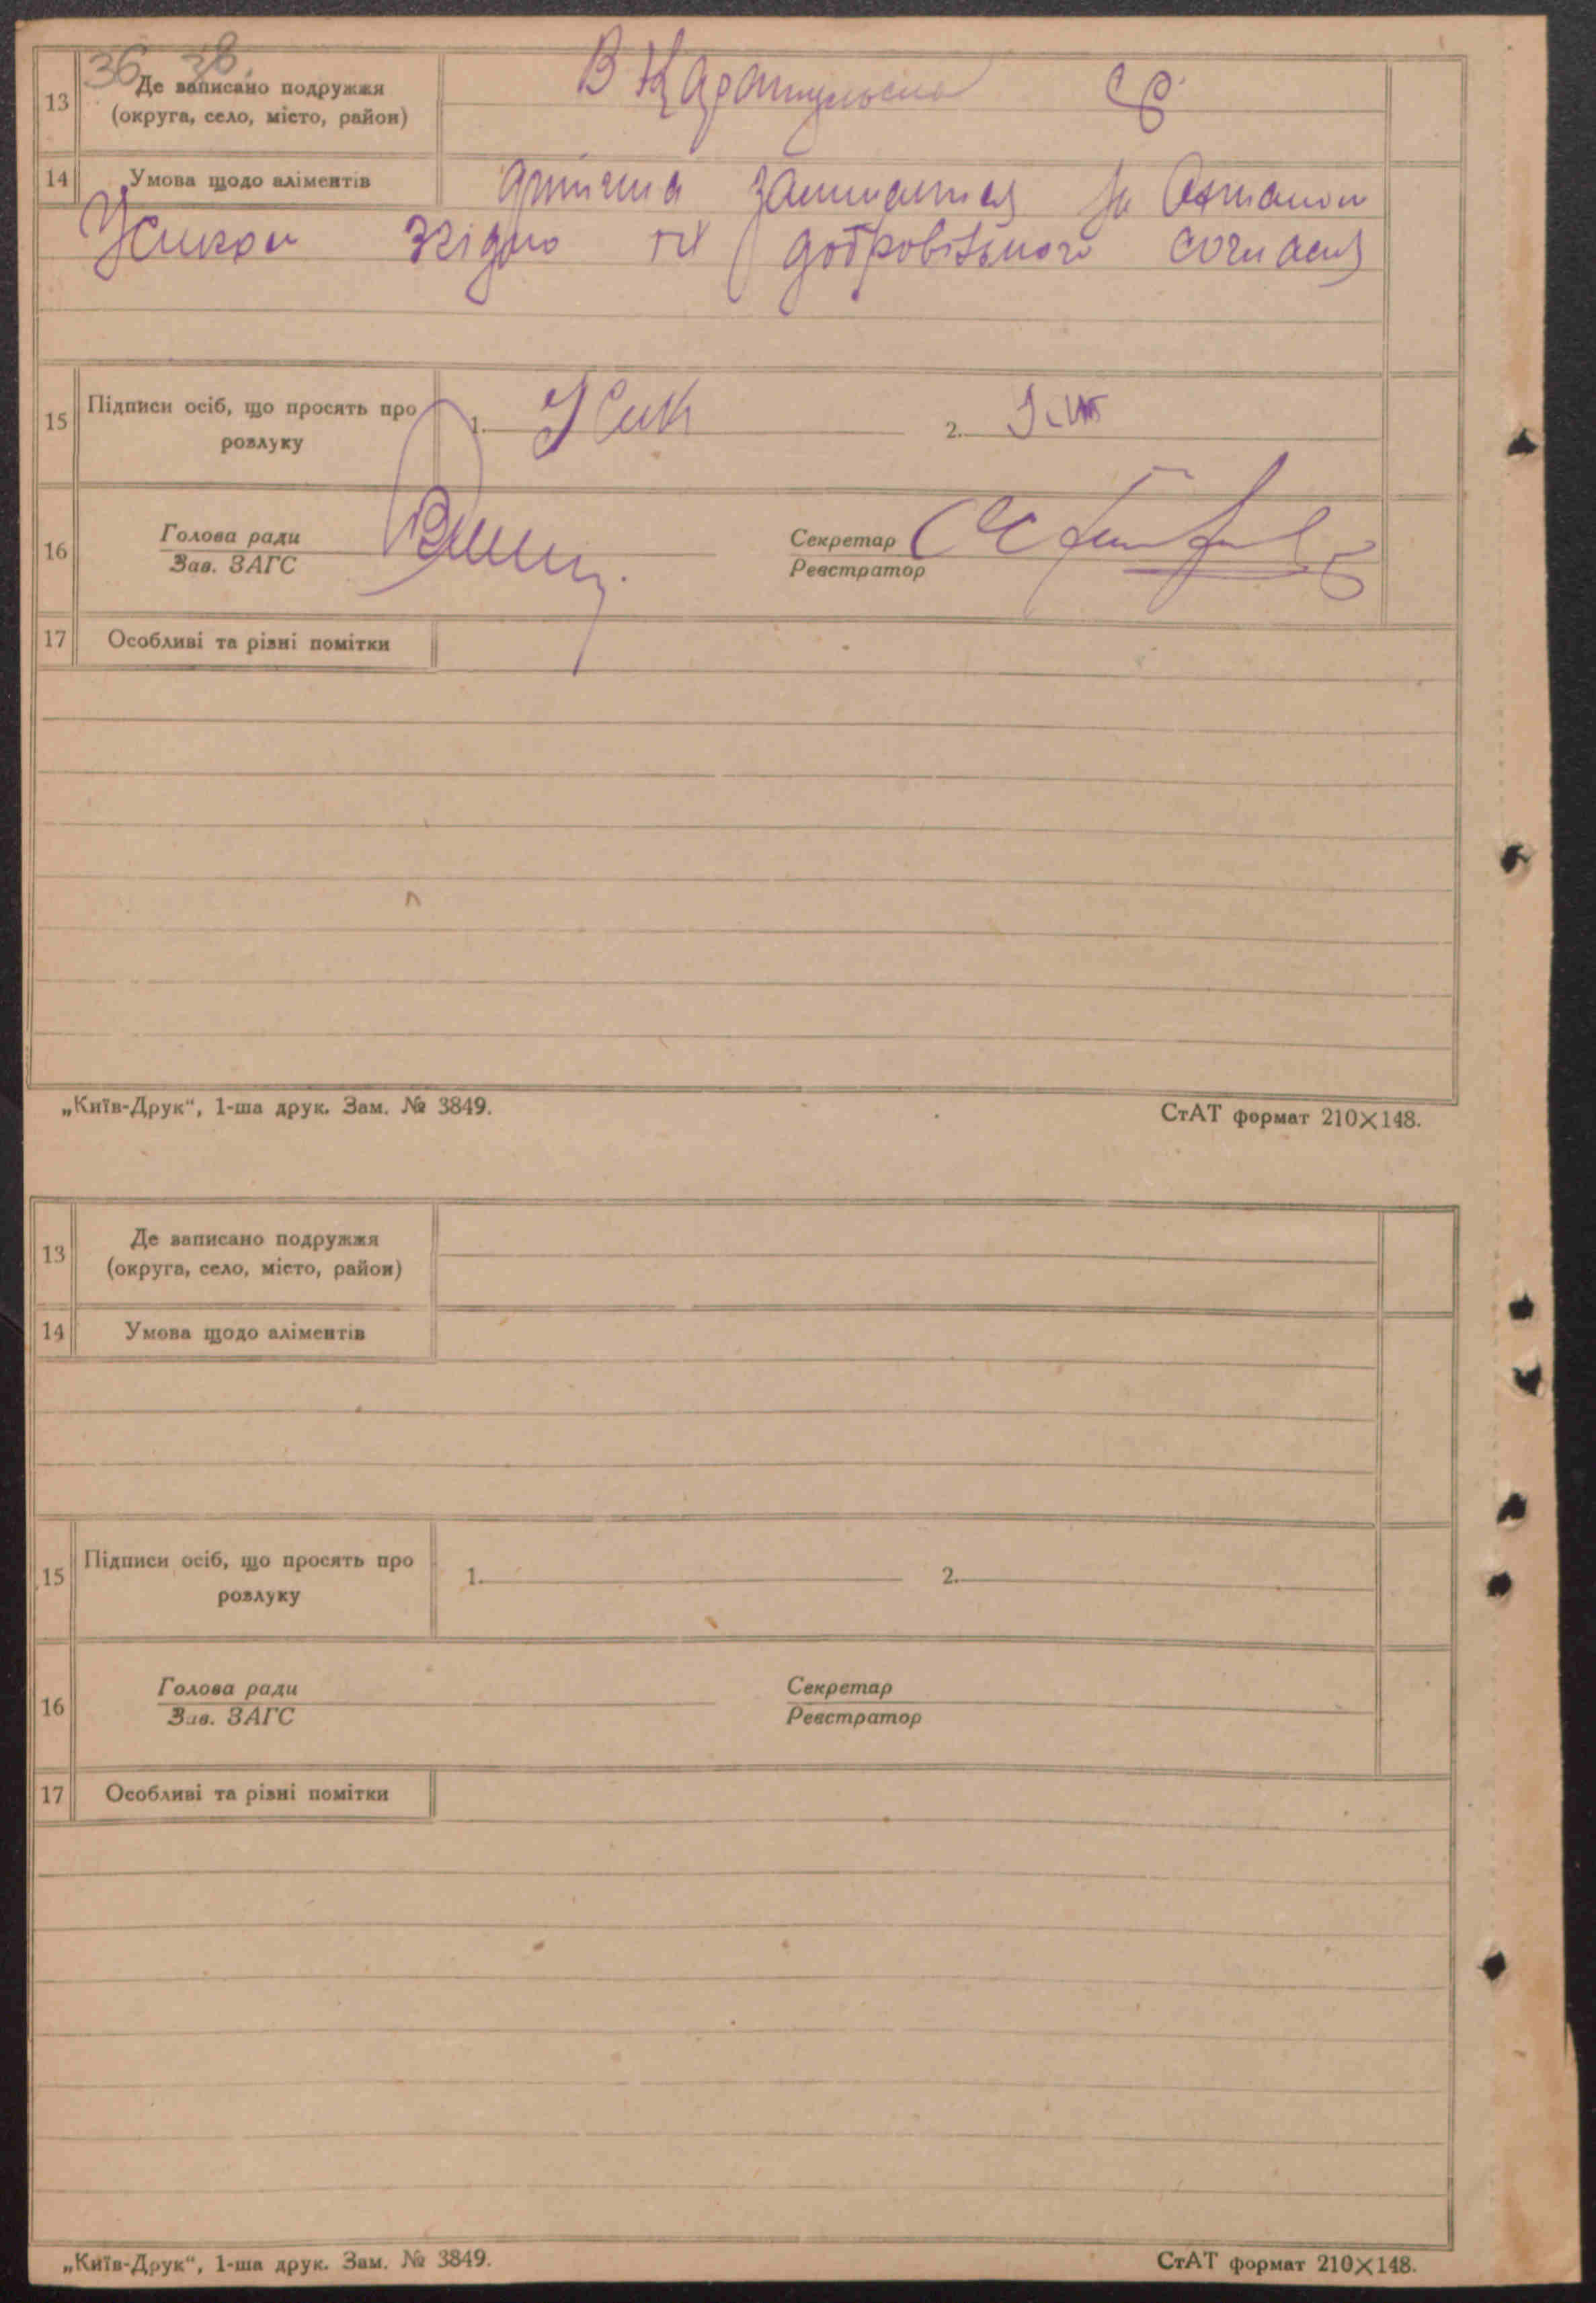 36 38
13 Де записано подружжя
(округа, село, місто, район)
В
14 Умова щодо аліментів
дитина за
Усиком згідно їх добровільного
15 Підписи осіб, що просять про
розлуку
1. Усик 2.
16 Голова ради
Зав. ЗАГС
Секретар
Реєстратор
17 Особливі та різні помітки
„Київ-Друк“, 1-ша друк. Зам. № 3849. СтАТ формат 210×148.
13 Де записано подружжя
(округа, село, місто, район)
14 Умова щодо аліментів
15 Підписи осіб, що просять про
розлуку
1. 2.
16 Голова ради
Зав. ЗАГС
Секретар
Реєстратор
17 Особливі та різні помітки
„Київ-Друк“, 1-ша друк. Зам. № 3849. СтАТ формат 210×148.